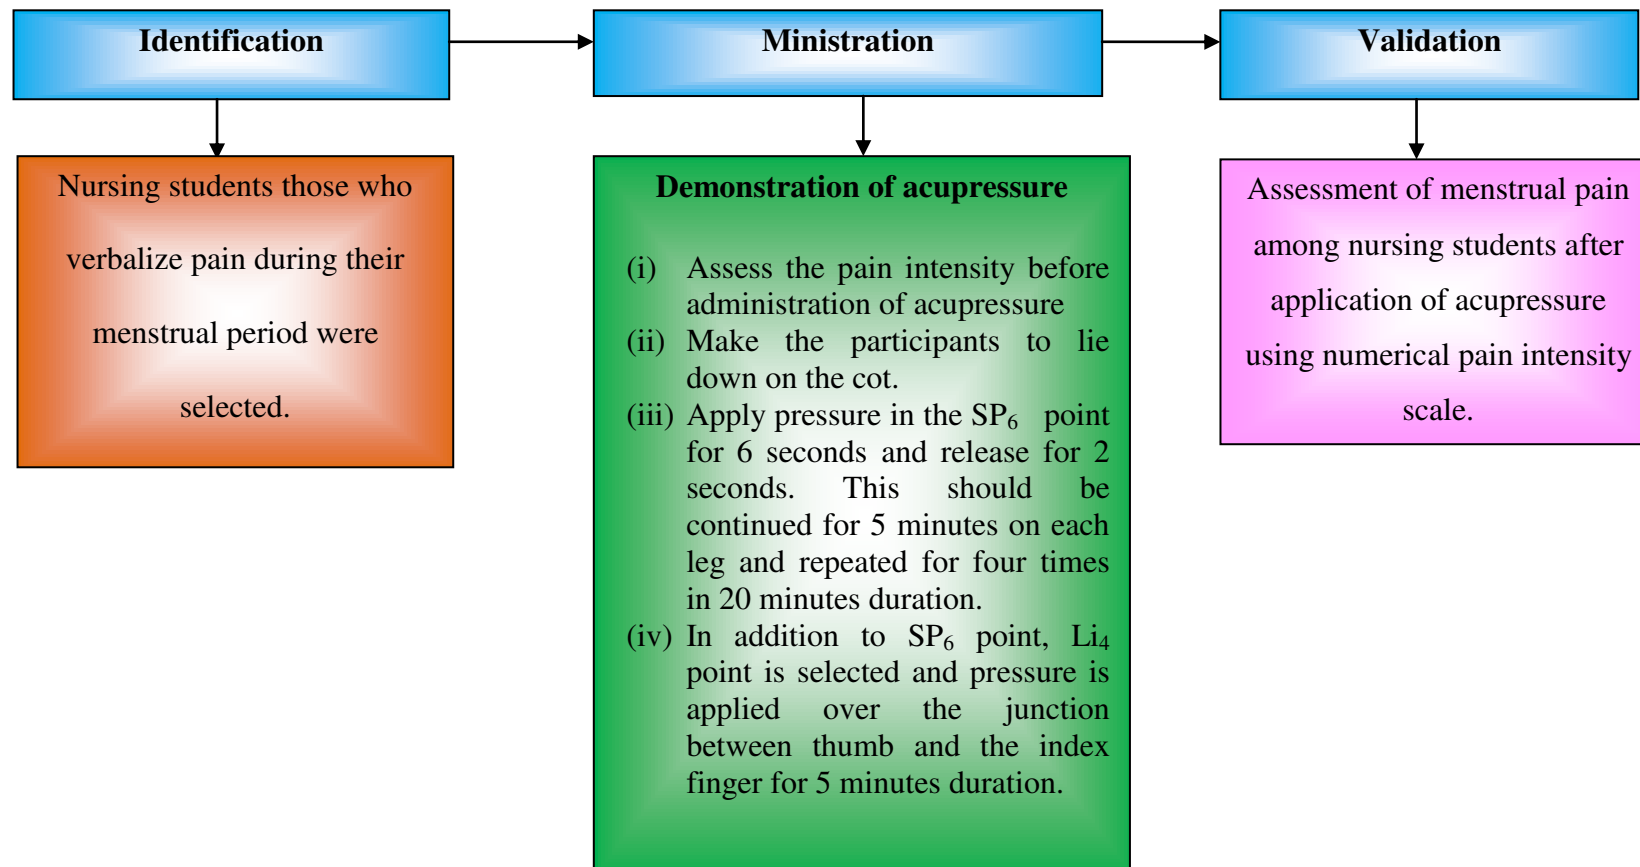 Identification
Ministration
Validation
Nursing students those who
verbalize pain during their
menstrual period were
selected.
Demonstration of acupressure
(i) Assess the pain intensity before
administration of acupressure
(ii) Make the participants to lie
down on the cot.
(iii) Apply pressure in the SP₆ point
for 6 seconds and release for 2
seconds. This should be
continued for 5 minutes on each
leg and repeated for four times
in 20 minutes duration.
(iv) In addition to SP₆ point, Li₄
point is selected and pressure is
applied over the junction
between thumb and the index
finger for 5 minutes duration.
Assessment of menstrual pain
among nursing students after
application of acupressure
using numerical pain intensity
scale.